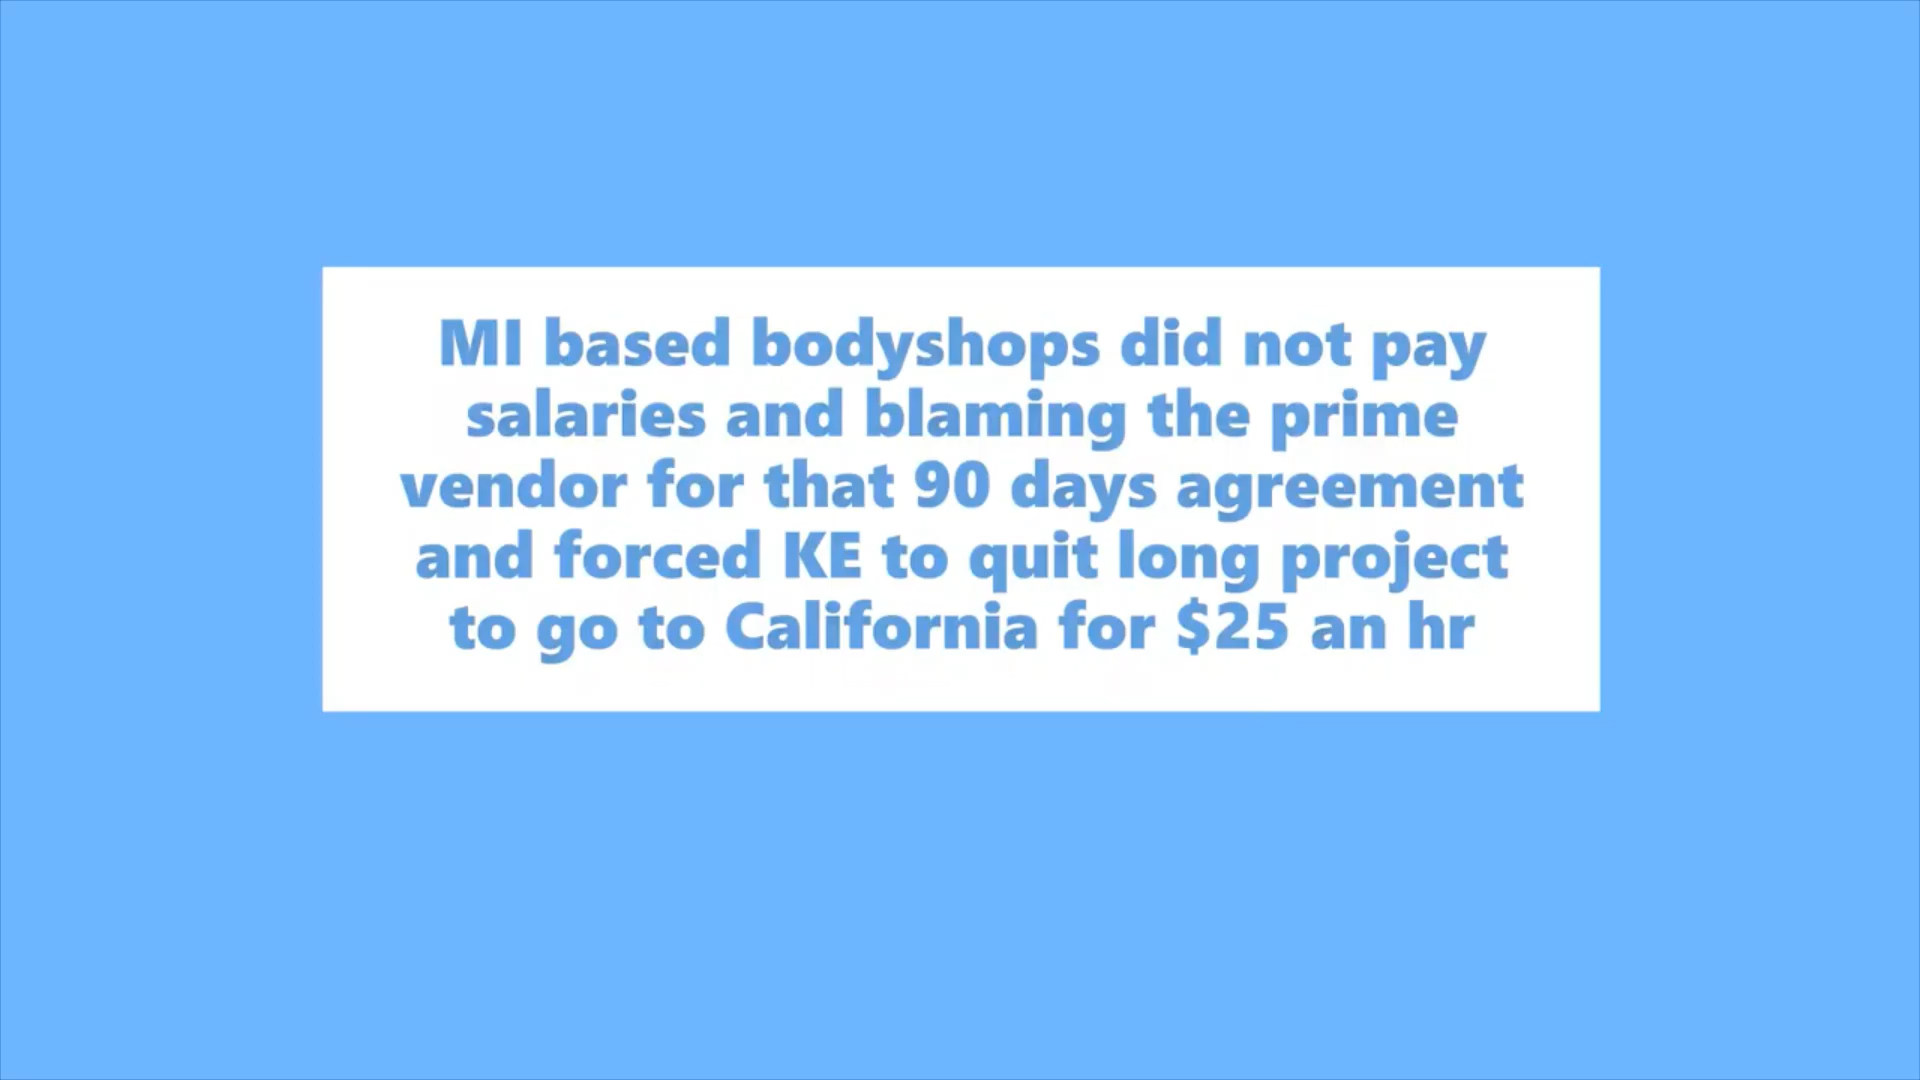 MI based bodyshops did not pay
salaries and blaming the prime
vendor for that 90 days agreement
and forced KE to quit long project
to go to California for $25 an hr